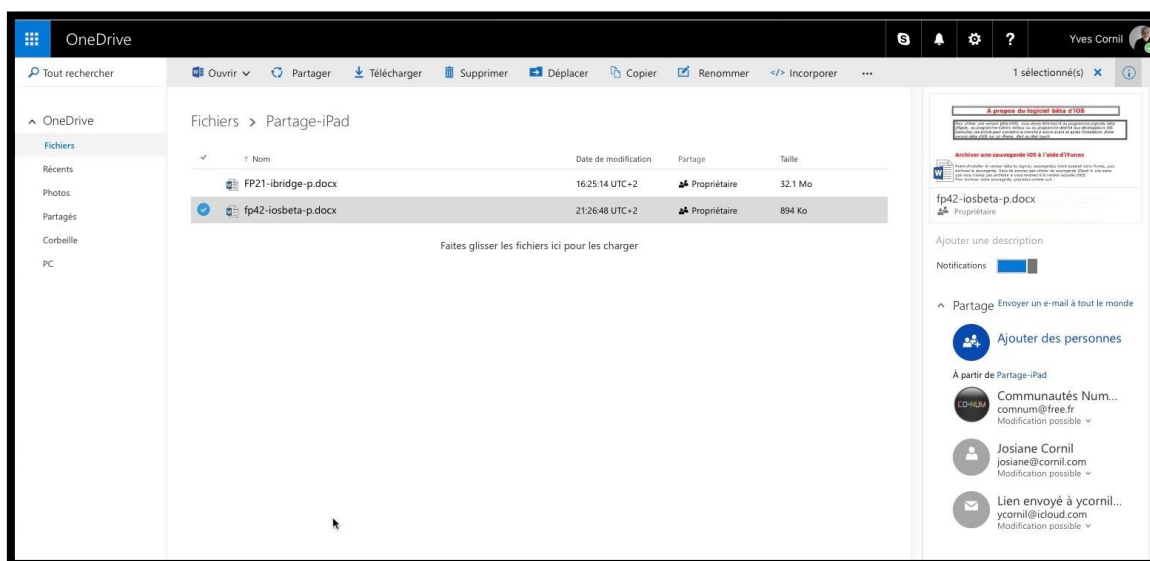 OneDrive
Yves Cornil
Tout rechercher
Ouvrir
Partager
Télécharger
Supprimer
Déplacer
Copier
Renommer
Incorporer
1 sélectionné(s)
OneDrive
Fichiers
Récents
Photos
Partagés
Corbeille
PC
Fichiers > Partage-iPad
Nom Date de modification Partage Taille
FP21-ibridge-p.docx 16:25:14 UTC+2 Propriétaire 32.1 Mo
fp42-iosbeta-p.docx 21:26:48 UTC+2 Propriétaire 894 Ko
Faites glisser les fichiers ici pour les charger
À propos du logiciel bêta d'iOS
Archiver une sauvegarde iOS à l'aide d'iTunes
fp42-iosbeta-p.docx
Propriétaire
Ajouter une description
Notifications
Partage Envoyer un e-mail à tout le monde
Ajouter des personnes
À partir de Partage-iPad
CO-NUM
Communautés Num...
comnum@free.fr
Modification possible
Josiane Cornil
josiane@cornil.com
Modification possible
Lien envoyé à ycornil...
ycornil@icloud.com
Modification possible